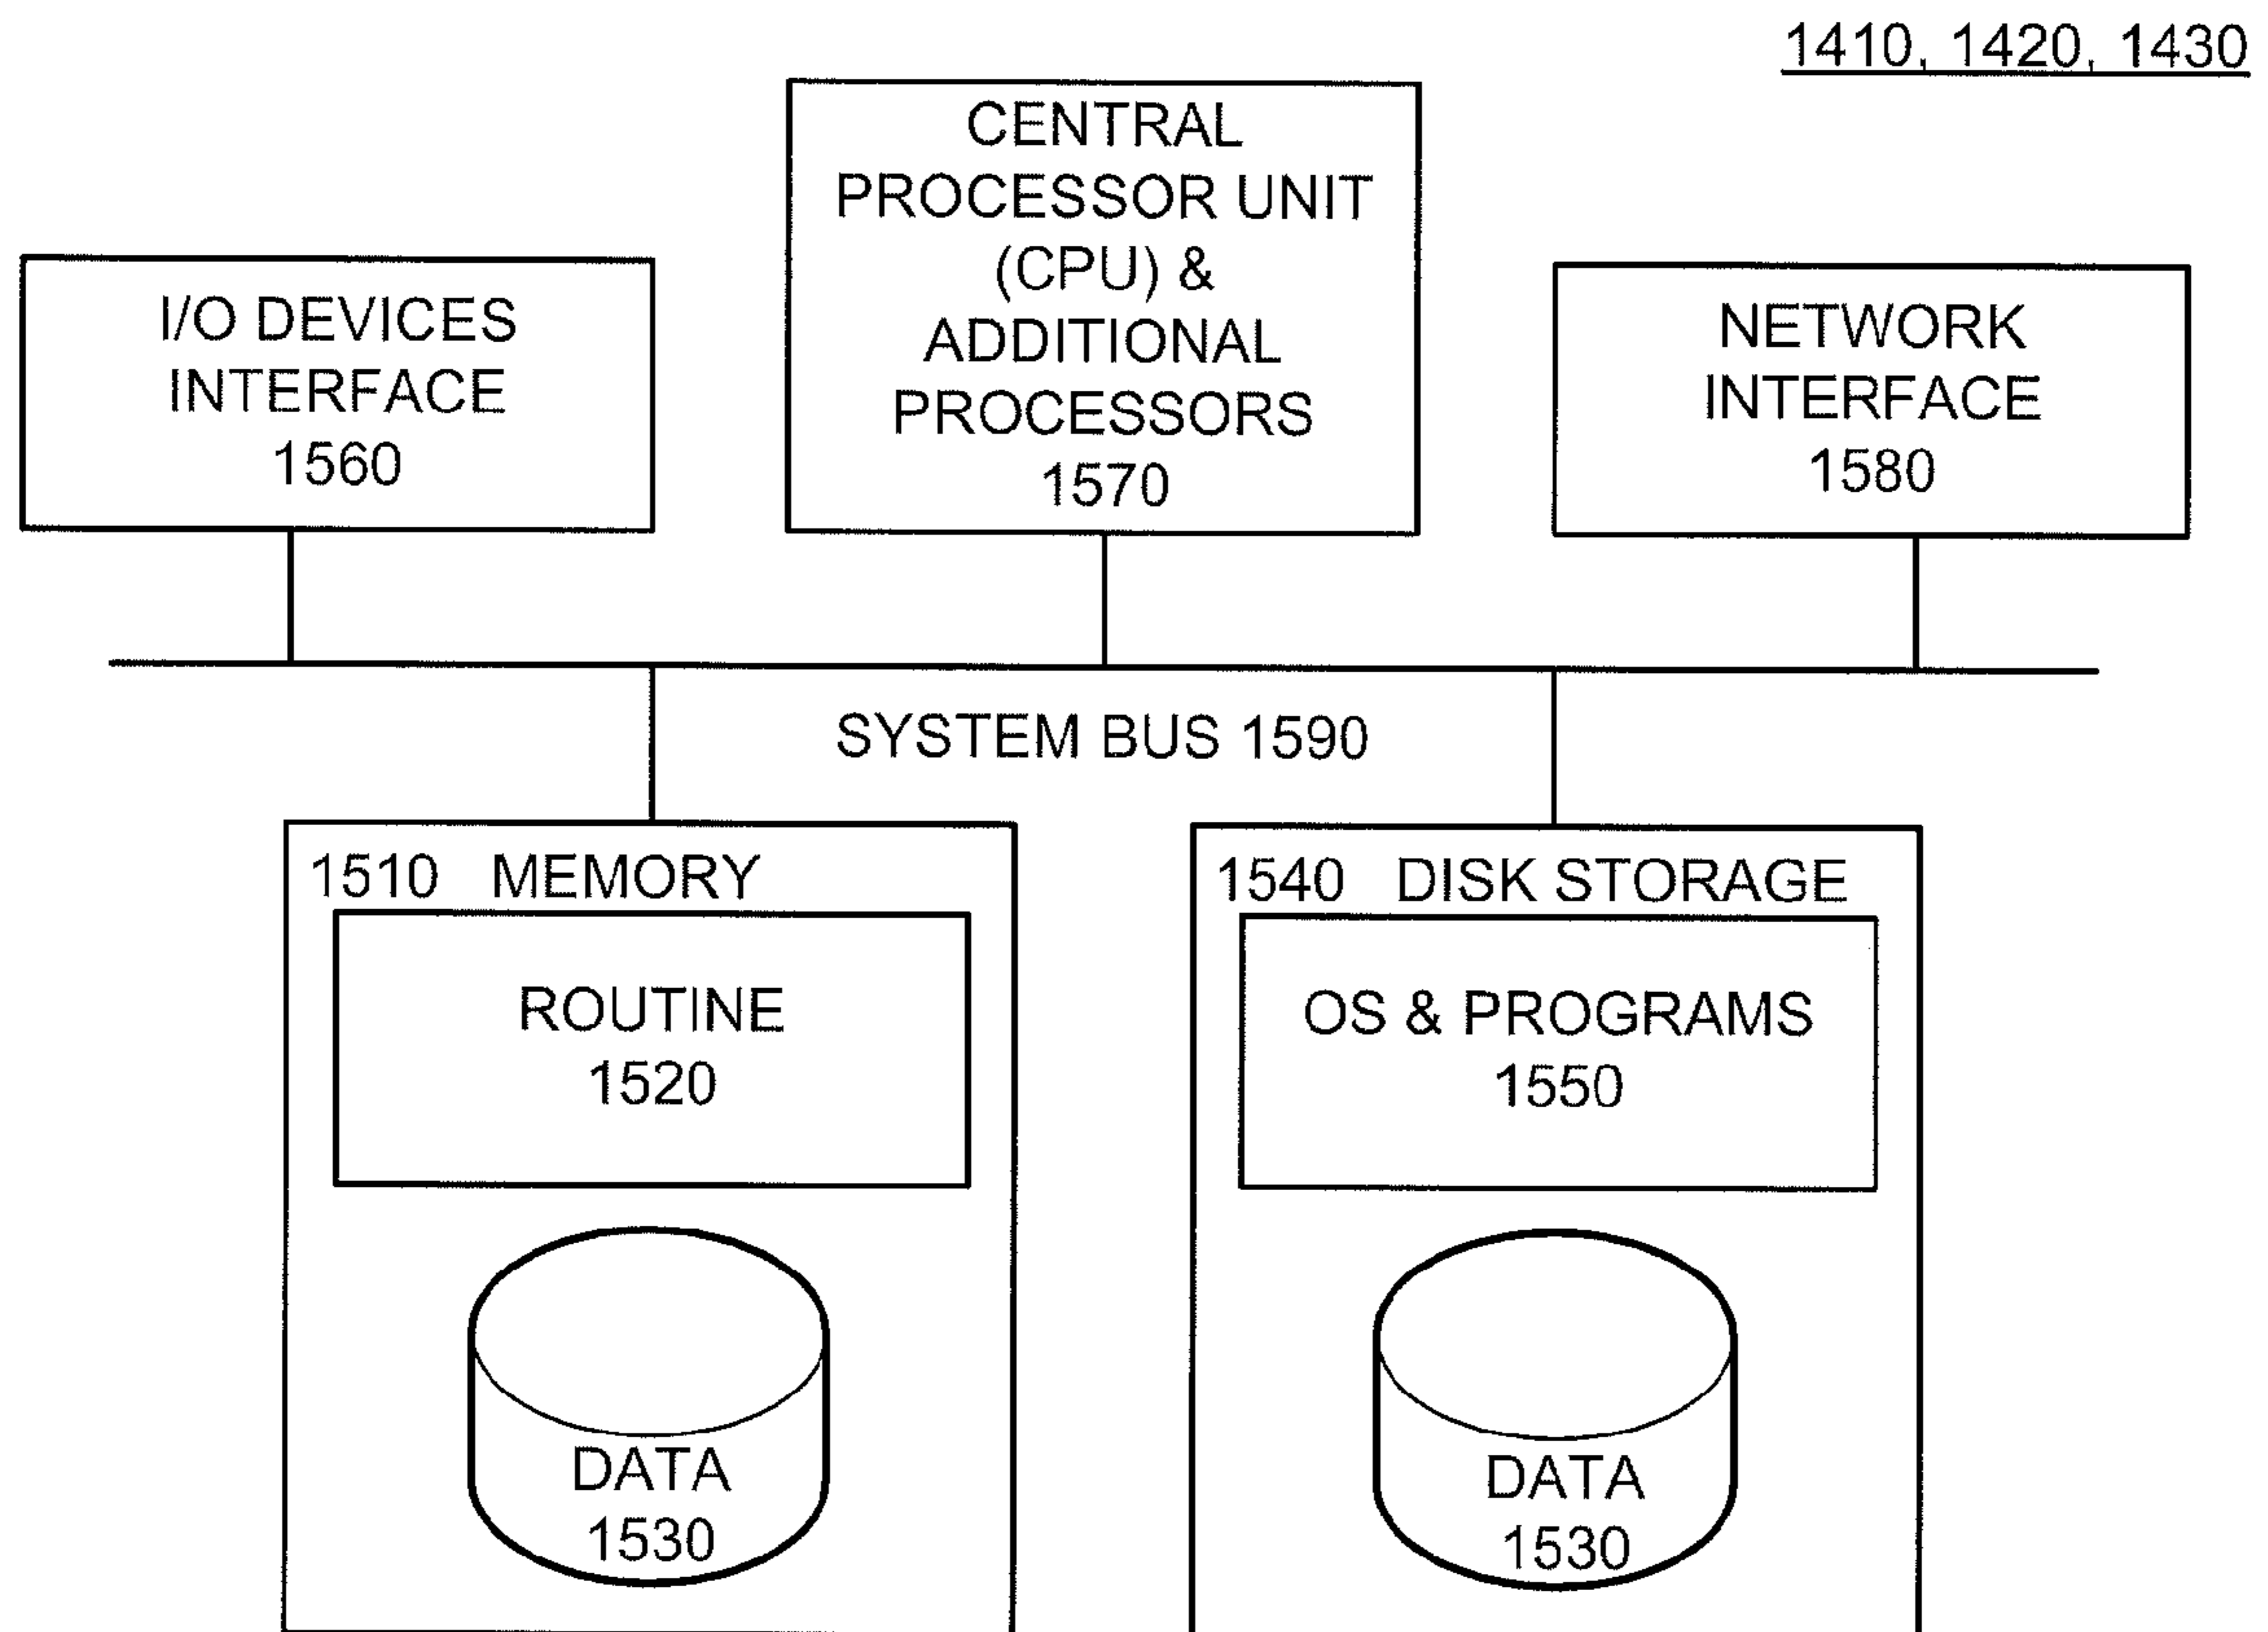 1410, 1420, 1430
CENTRAL
PROCESSOR UNIT
(CPU) &
ADDITIONAL
PROCESSORS
1570
I/O DEVICES
INTERFACE
1560
NETWORK
INTERFACE
1580
SYSTEM BUS 1590
1510 MEMORY
ROUTINE
1520
DATA
1530
1540 DISK STORAGE
OS & PROGRAMS
1550
DATA
1530